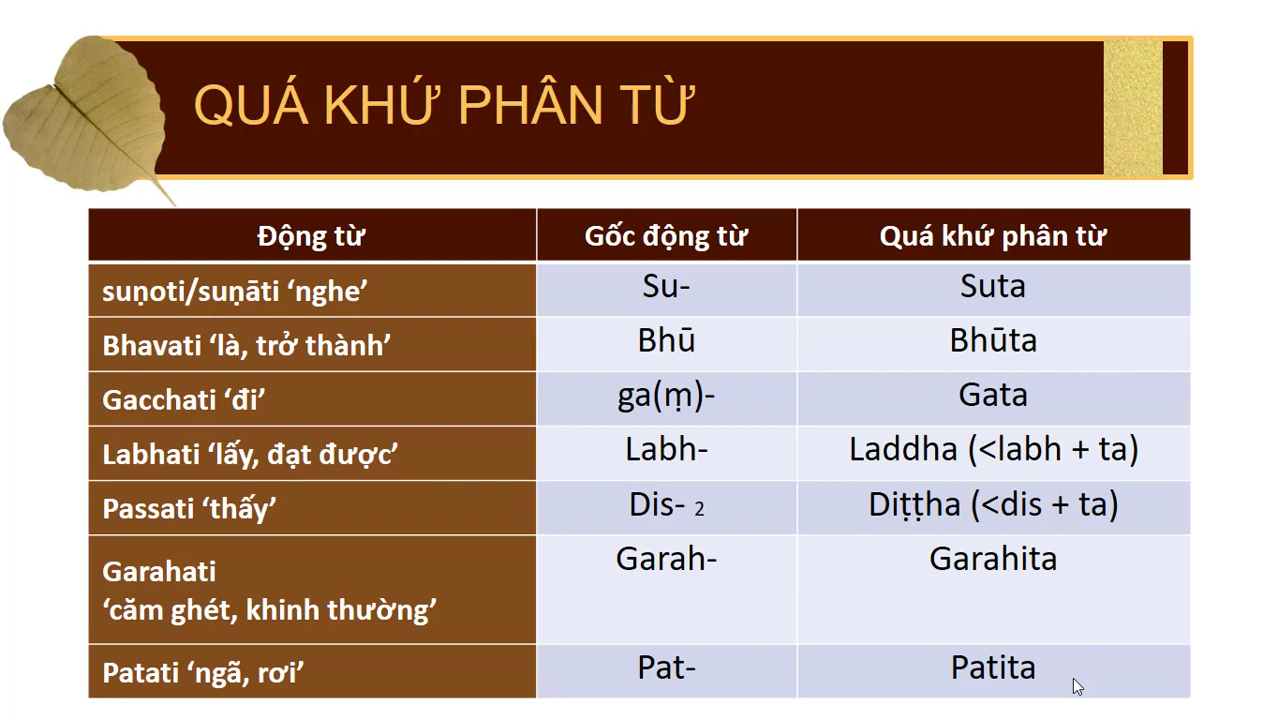 QUÁ KHỨ PHÂN TỪ
Động từ Gốc động từ Quá khứ phân từ
suṇoti/suṇāti ‘nghe’ Su- Suta
Bhavati ‘là, trở thành’ Bhū Bhūta
Gacchati ‘đi’ ga(ṃ)- Gata
Labhati ‘lấy, đạt được’ Labh- Laddha (<labh + ta)
Passati ‘thấy’ Dis- 2 Diṭṭha (<dis + ta)
Garahati Garah- Garahita
‘căm ghét, khinh thường’
Patati ‘ngã, rơi’ Pat- Patita